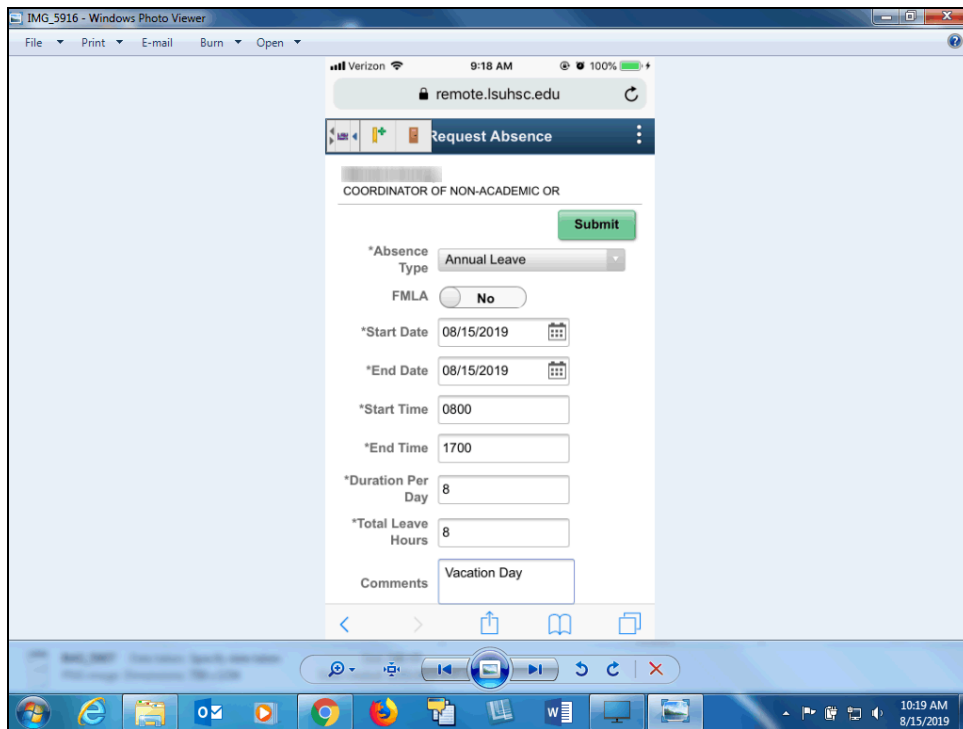 IMG_5916 - Windows Photo Viewer
File Print E-mail Burn Open
Verizon 9:18 AM 100%
remote.lsuhsc.edu
Request Absence
COORDINATOR OF NON-ACADEMIC OR
Submit
*Absence Type Annual Leave
FMLA No
*Start Date 08/15/2019
*End Date 08/15/2019
*Start Time 0800
*End Time 1700
*Duration Per Day 8
*Total Leave Hours 8
Comments Vacation Day
10:19 AM
8/15/2019